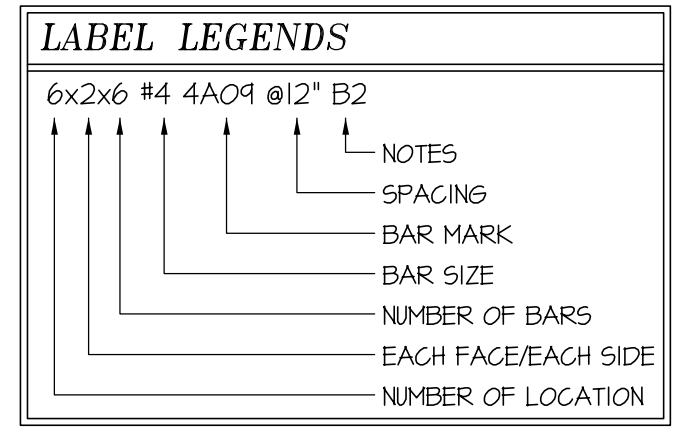 LABEL LEGENDS
6x2x6 #4 4A09 @12" B2
NOTES
SPACING
BAR MARK
BAR SIZE
NUMBER OF BARS
EACH FACE/EACH SIDE
NUMBER OF LOCATION